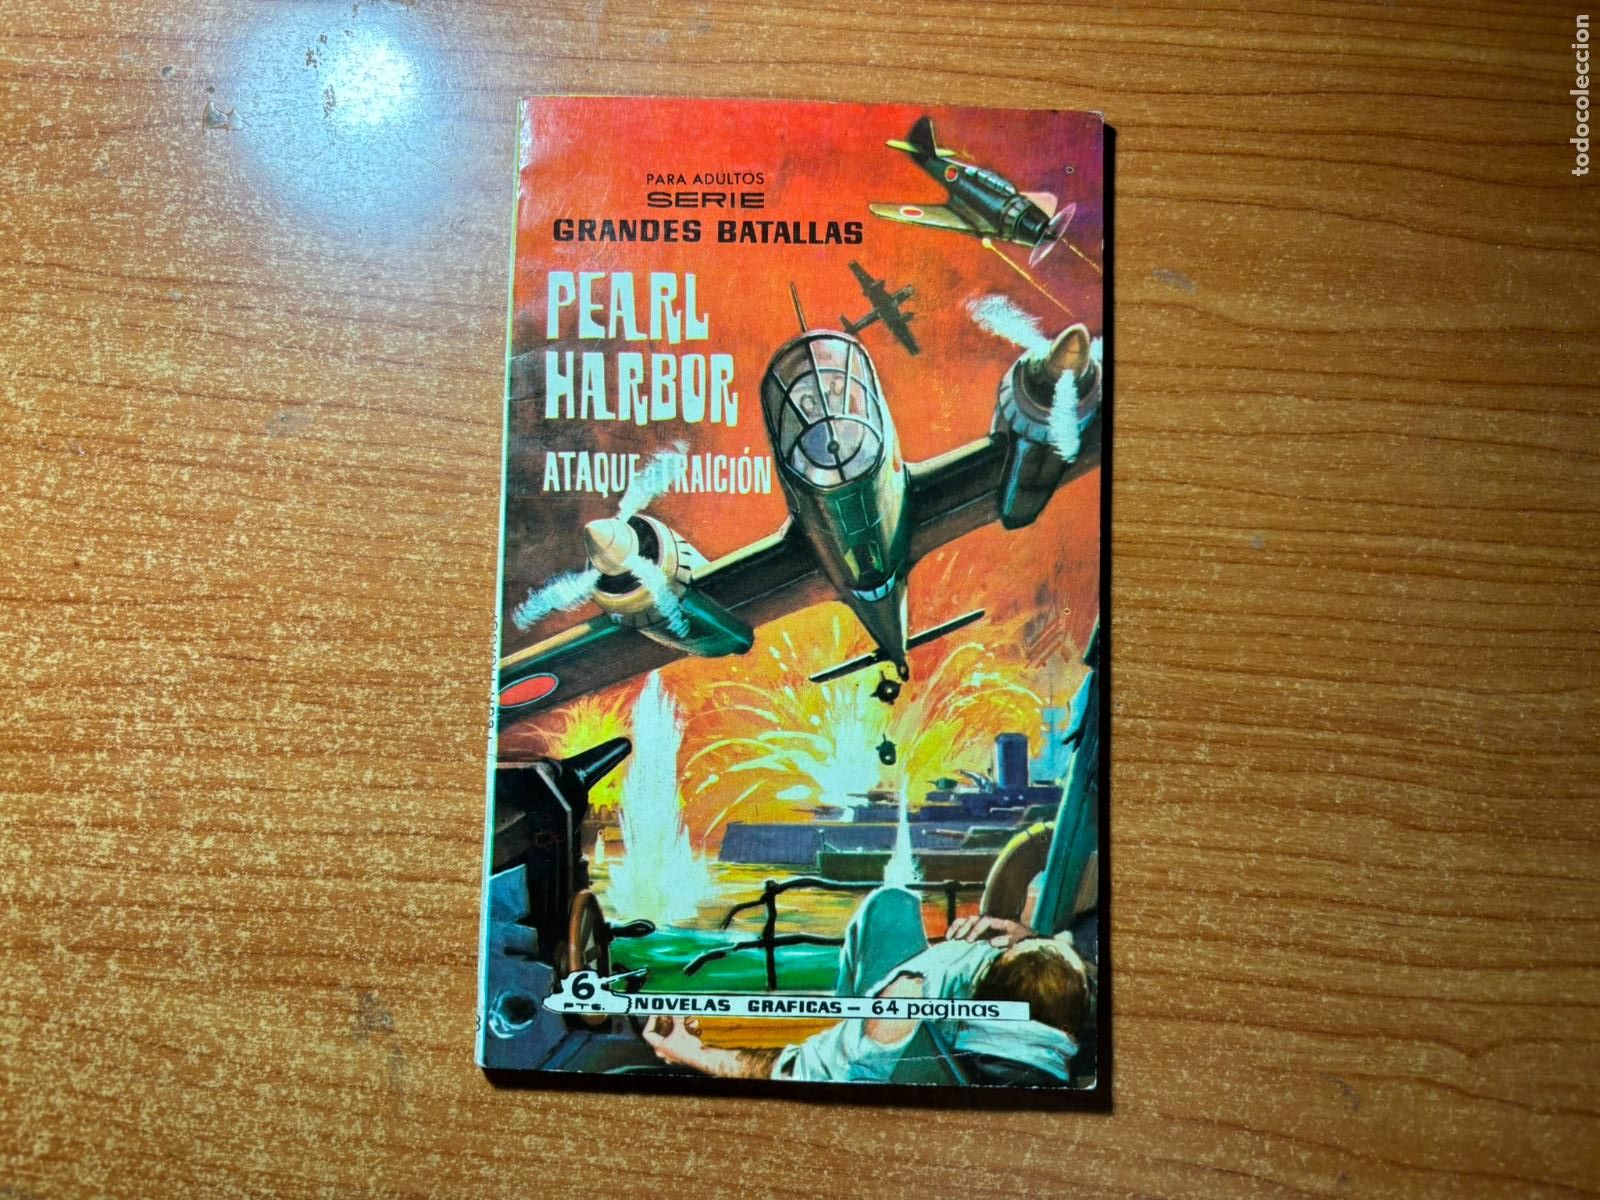 PARA ADULTOS
SERIE
GRANDES BATALLAS
PEARL
HARBOR
ATAQUE a TRAICIÓN
6
PTS.
NOVELAS GRAFICAS - 64 páginas
todocoleccion